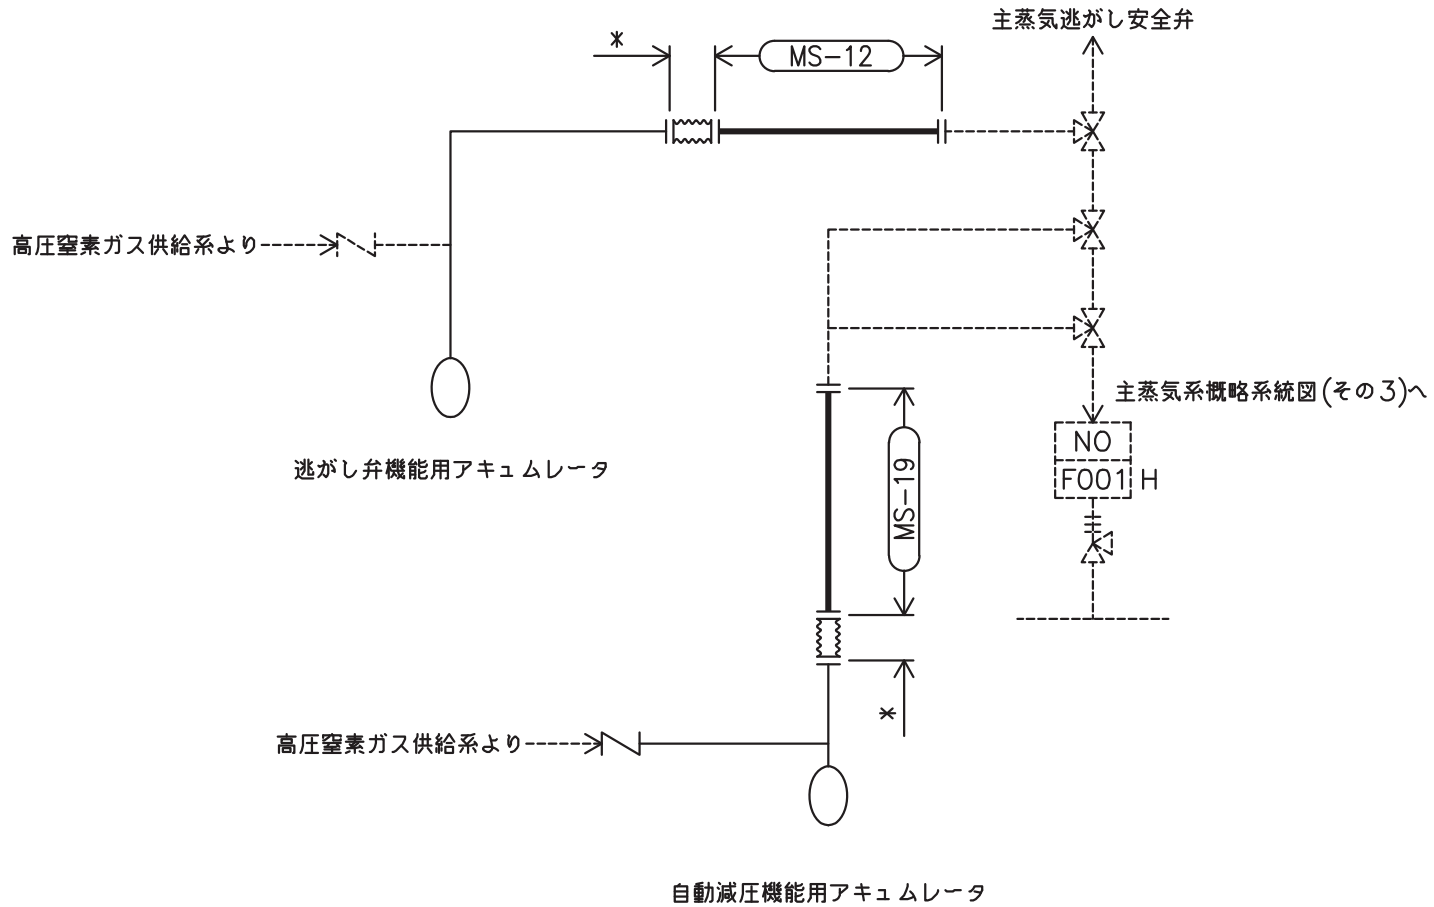 主蒸気逃がし安全弁
*
MS-12
高圧窒素ガス供給系より
主蒸気系概略系統図(その3)へ
NO
F001 H
逃がし弁機能用アキュムレータ
MS-19
*
高圧窒素ガス供給系より
自動減圧機能用アキュムレータ